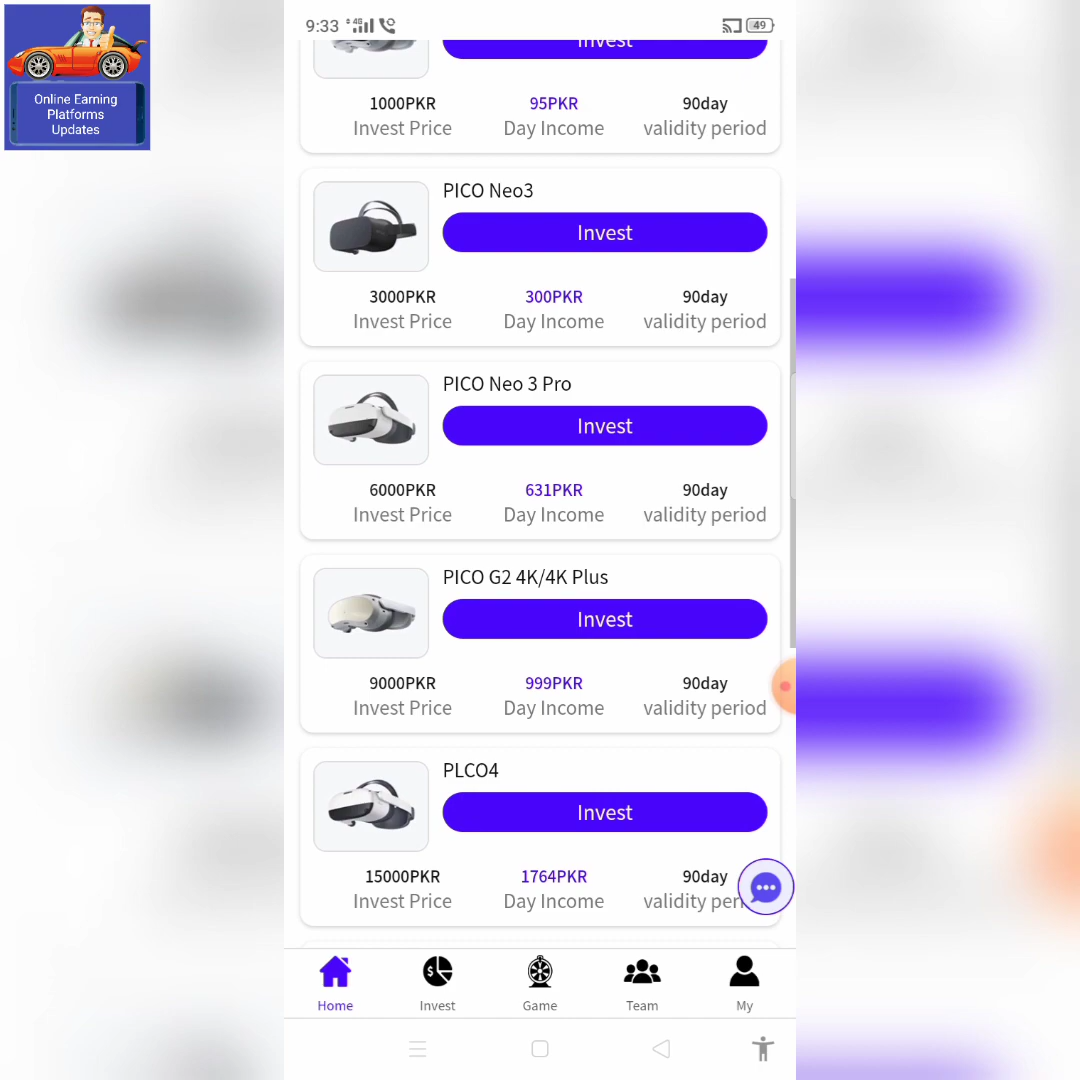 Online Earning
Platforms
Updates
9:33 4G 49
Invest
1000PKR 95PKR 90day
Invest Price Day Income validity period
PICO Neo3
Invest
3000PKR 300PKR 90day
Invest Price Day Income validity period
PICO Neo 3 Pro
Invest
6000PKR 631PKR 90day
Invest Price Day Income validity period
PICO G2 4K/4K Plus
Invest
9000PKR 999PKR 90day
Invest Price Day Income validity period
PLCO4
Invest
15000PKR 1764PKR 90day
Invest Price Day Income validity
Home Invest Game Team My